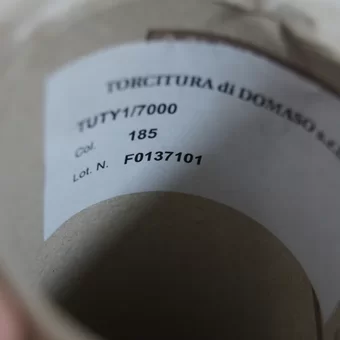 TORCITURA di DOMASO s.r.l.
TUTY1/7000
Col. 185
Lot. N. F0137101